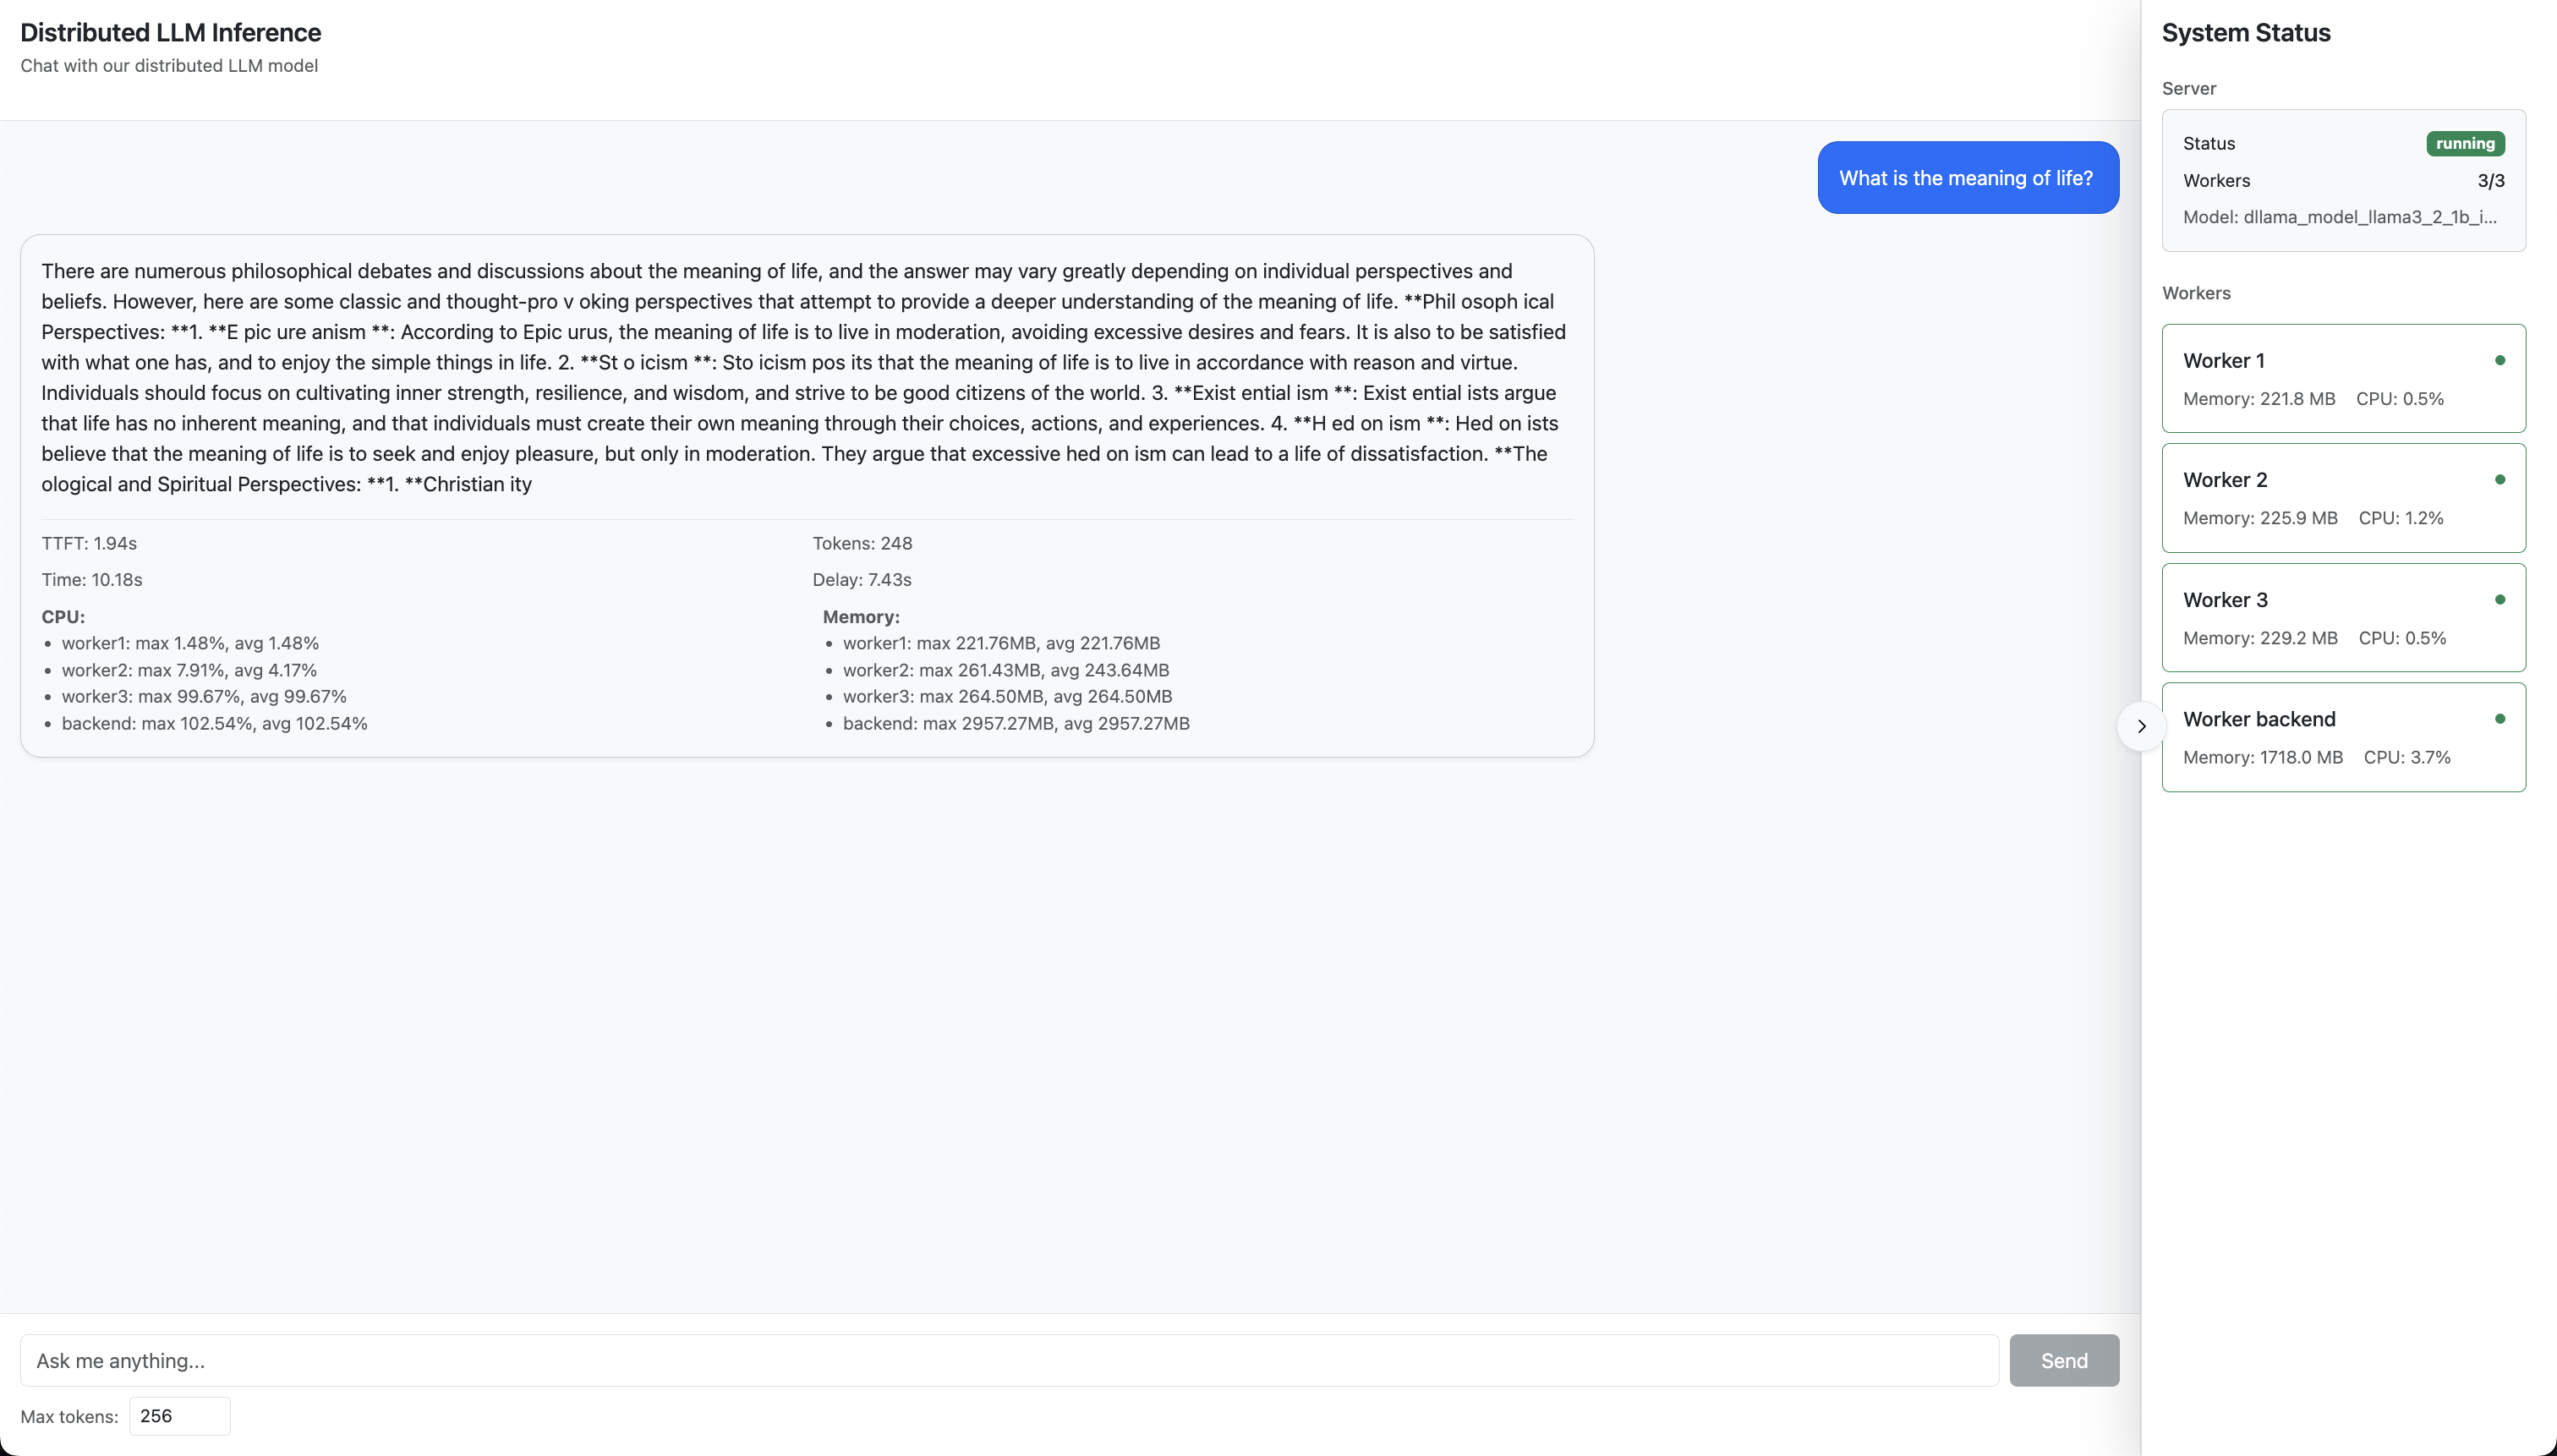 Distributed LLM Inference
Chat with our distributed LLM model
What is the meaning of life?
There are numerous philosophical debates and discussions about the meaning of life, and the answer may vary greatly depending on individual perspectives and
beliefs. However, here are some classic and thought-pro v oking perspectives that attempt to provide a deeper understanding of the meaning of life. **Phil osoph ical
Perspectives: **1. **E pic ure anism **: According to Epic urus, the meaning of life is to live in moderation, avoiding excessive desires and fears. It is also to be satisfied
with what one has, and to enjoy the simple things in life. 2. **St o icism **: Sto icism pos its that the meaning of life is to live in accordance with reason and virtue.
Individuals should focus on cultivating inner strength, resilience, and wisdom, and strive to be good citizens of the world. 3. **Exist ential ism **: Exist ential ists argue
that life has no inherent meaning, and that individuals must create their own meaning through their choices, actions, and experiences. 4. **H ed on ism **: Hed on ists
believe that the meaning of life is to seek and enjoy pleasure, but only in moderation. They argue that excessive hed on ism can lead to a life of dissatisfaction. **The
ological and Spiritual Perspectives: **1. **Christian ity
TTFT: 1.94s
Tokens: 248
Time: 10.18s
Delay: 7.43s
CPU:
• worker1: max 1.48%, avg 1.48%
• worker2: max 7.91%, avg 4.17%
• worker3: max 99.67%, avg 99.67%
• backend: max 102.54%, avg 102.54%
Memory:
• worker1: max 221.76MB, avg 221.76MB
• worker2: max 261.43MB, avg 243.64MB
• worker3: max 264.50MB, avg 264.50MB
• backend: max 2957.27MB, avg 2957.27MB
Ask me anything...
Send
Max tokens: 256
System Status
Server
Status running
Workers 3/3
Model: dllama_model_llama3_2_1b_i...
Workers
Worker 1
Memory: 221.8 MB CPU: 0.5%
Worker 2
Memory: 225.9 MB CPU: 1.2%
Worker 3
Memory: 229.2 MB CPU: 0.5%
Worker backend
Memory: 1718.0 MB CPU: 3.7%